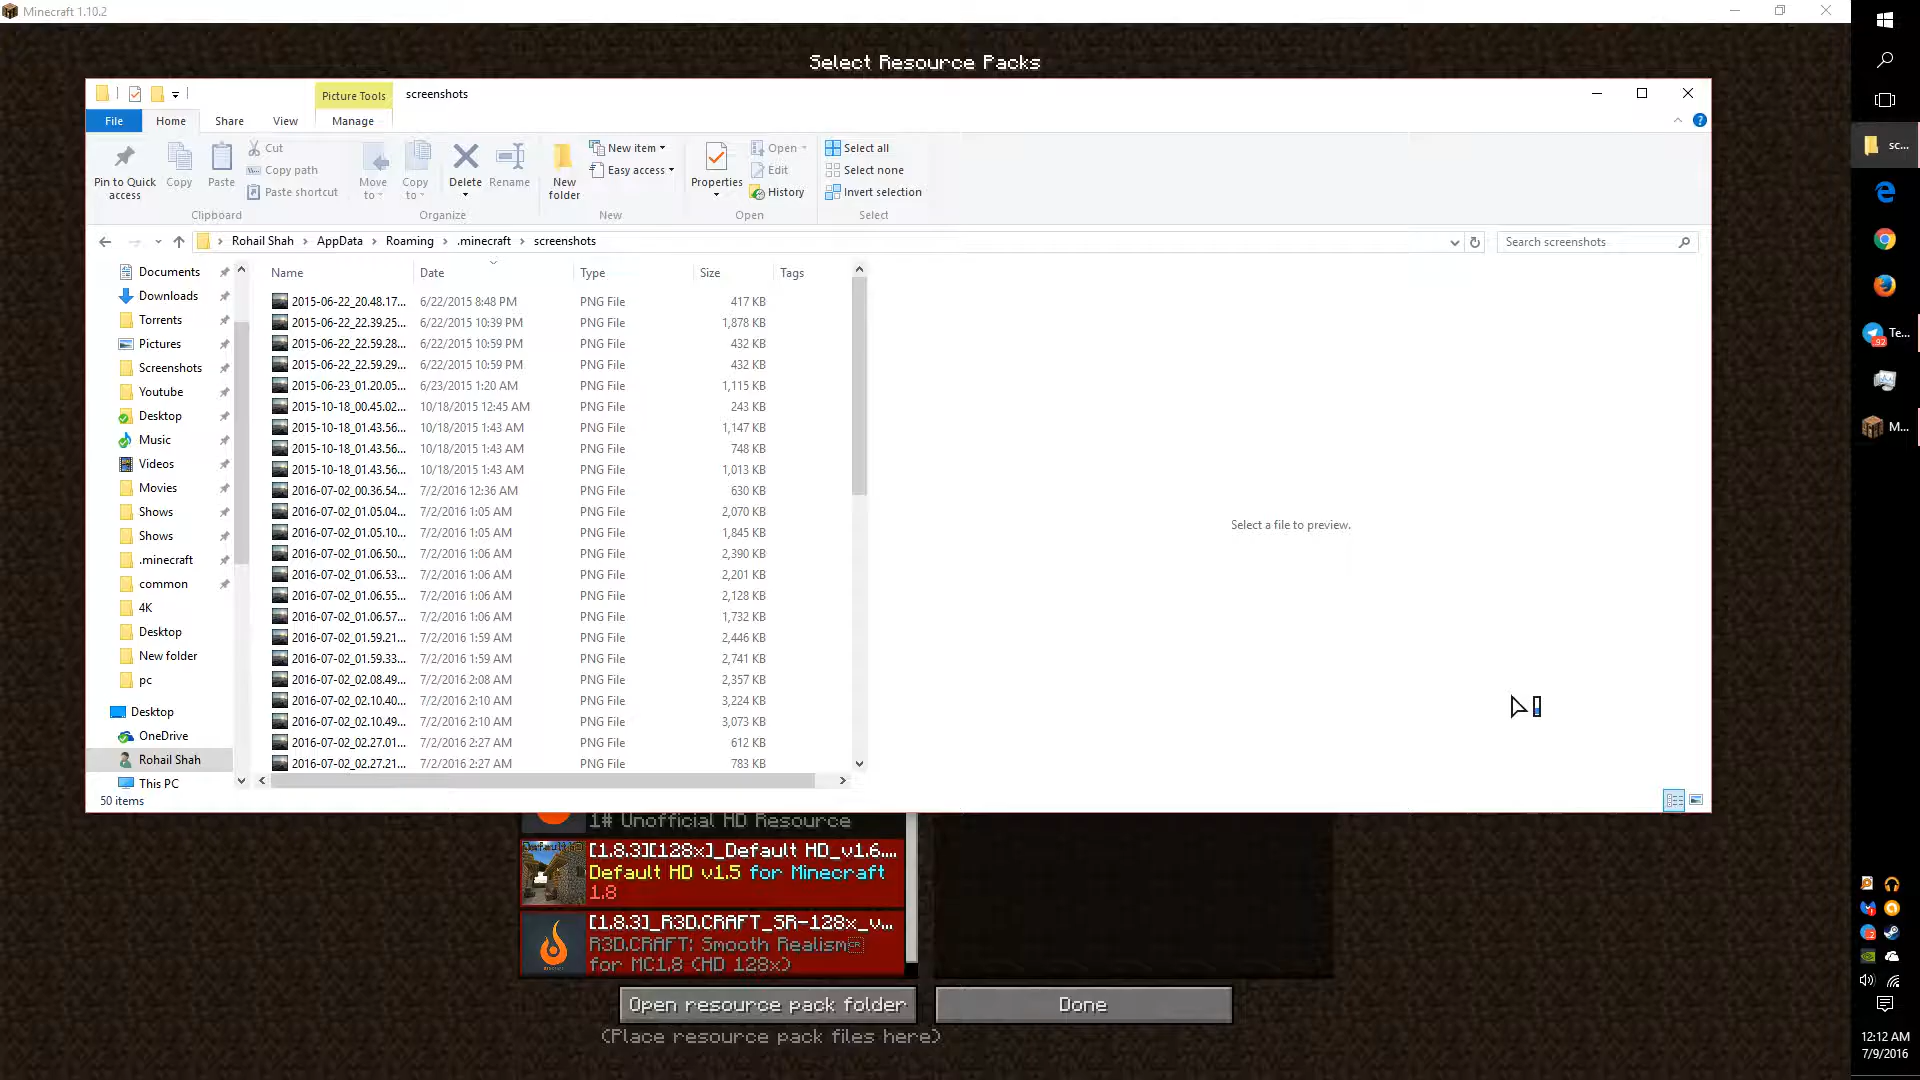 Minecraft 1.10.2
Select Resource Packs
Picture Tools
screenshots
File
Home
Share
View
Manage
Pin to Quick access
Copy
Paste
Cut
Copy path
Paste shortcut
Clipboard
Move to
Copy to
Delete
Rename
Organize
New folder
New item
Easy access
New
Properties
Open
Edit
History
Open
Select all
Select none
Invert selection
Select
Rohail Shah
AppData
Roaming
.minecraft
screenshots
Search screenshots
Documents
Downloads
Torrents
Pictures
Screenshots
Youtube
Desktop
Music
Videos
Movies
Shows
Shows
.minecraft
common
4K
Desktop
New folder
pc
Desktop
OneDrive
Rohail Shah
This PC
Name Date Type Size Tags
2015-06-22_20.48.17... 6/22/2015 8:48 PM PNG File 417 KB
2015-06-22_22.39.25... 6/22/2015 10:39 PM PNG File 1,878 KB
2015-06-22_22.59.28... 6/22/2015 10:59 PM PNG File 432 KB
2015-06-22_22.59.29... 6/22/2015 10:59 PM PNG File 432 KB
2015-06-23_01.20.05... 6/23/2015 1:20 AM PNG File 1,115 KB
2015-10-18_00.45.02... 10/18/2015 12:45 AM PNG File 243 KB
2015-10-18_01.43.56... 10/18/2015 1:43 AM PNG File 1,147 KB
2015-10-18_01.43.56... 10/18/2015 1:43 AM PNG File 748 KB
2015-10-18_01.43.56... 10/18/2015 1:43 AM PNG File 1,013 KB
2016-07-02_00.36.54... 7/2/2016 12:36 AM PNG File 630 KB
2016-07-02_01.05.04... 7/2/2016 1:05 AM PNG File 2,070 KB
2016-07-02_01.05.10... 7/2/2016 1:05 AM PNG File 1,845 KB
2016-07-02_01.06.50... 7/2/2016 1:06 AM PNG File 2,390 KB
2016-07-02_01.06.53... 7/2/2016 1:06 AM PNG File 2,201 KB
2016-07-02_01.06.55... 7/2/2016 1:06 AM PNG File 2,128 KB
2016-07-02_01.06.57... 7/2/2016 1:06 AM PNG File 1,732 KB
2016-07-02_01.59.21... 7/2/2016 1:59 AM PNG File 2,446 KB
2016-07-02_01.59.33... 7/2/2016 1:59 AM PNG File 2,741 KB
2016-07-02_02.08.49... 7/2/2016 2:08 AM PNG File 2,357 KB
2016-07-02_02.10.40... 7/2/2016 2:10 AM PNG File 3,224 KB
2016-07-02_02.10.49... 7/2/2016 2:10 AM PNG File 3,073 KB
2016-07-02_02.27.01... 7/2/2016 2:27 AM PNG File 612 KB
2016-07-02_02.27.21... 7/2/2016 2:27 AM PNG File 783 KB
Select a file to preview.
50 items
1# Unofficial HD Resource
[1.8.3][128x]_Default HD_v1.6....
Default HD v1.5 for Minecraft
1.8
[1.8.3]_R3D.CRAFT_SR-128x_v...
R3D.CRAFT: Smooth Realism
for MC1.8 (HD 128x)
Open resource pack folder
Done
(Place resource pack files here)
sc...
Te...
92
M...
12:12 AM
7/9/2016